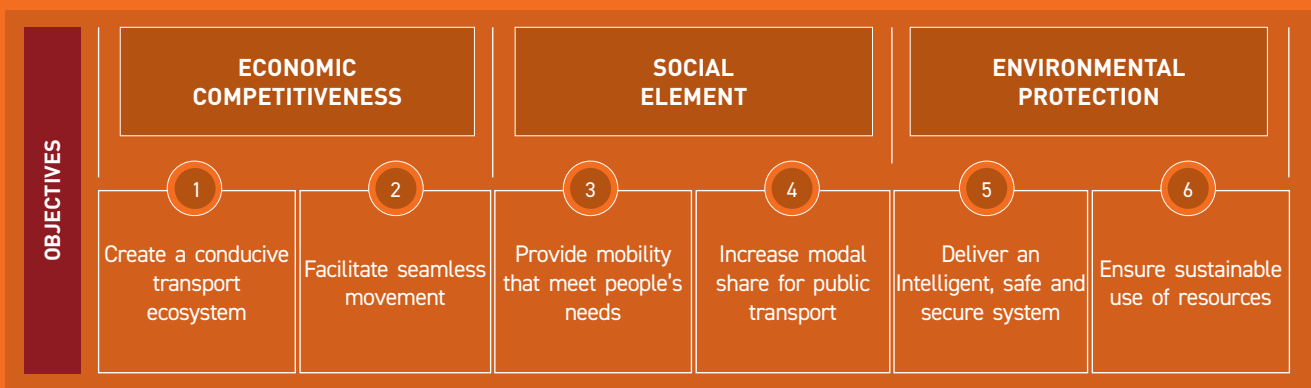 OBJECTIVES
ECONOMIC
COMPETITIVENESS
SOCIAL
ELEMENT
ENVIRONMENTAL
PROTECTION
1
Create a conducive
transport
ecosystem
2
Facilitate seamless
movement
3
Provide mobility
that meet people's
needs
4
Increase modal
share for public
transport
5
Deliver an
Intelligent, safe and
secure system
6
Ensure sustainable
use of resources